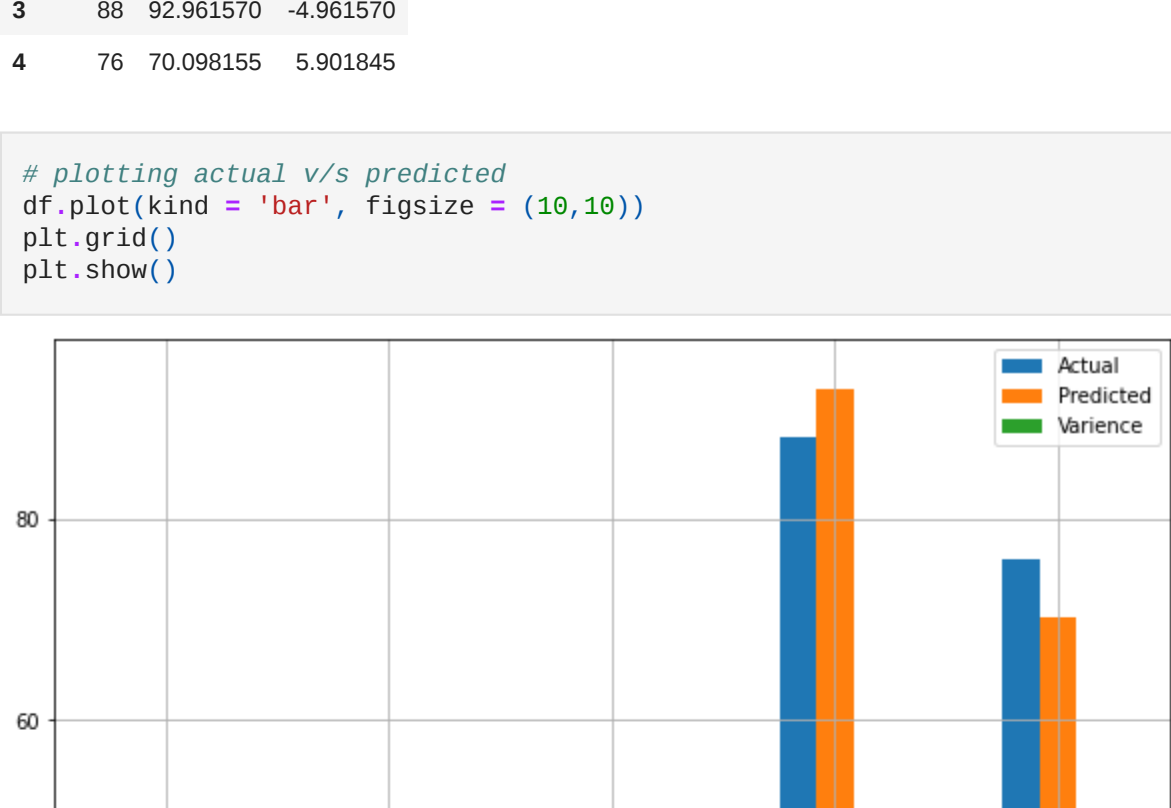 3 88 92.961570 -4.961570
4 76 70.098155 5.901845
# plotting actual v/s predicted
df.plot(kind = 'bar', figsize = (10,10))
plt.grid()
plt.show()
Actual
Predicted
Varience
80
60